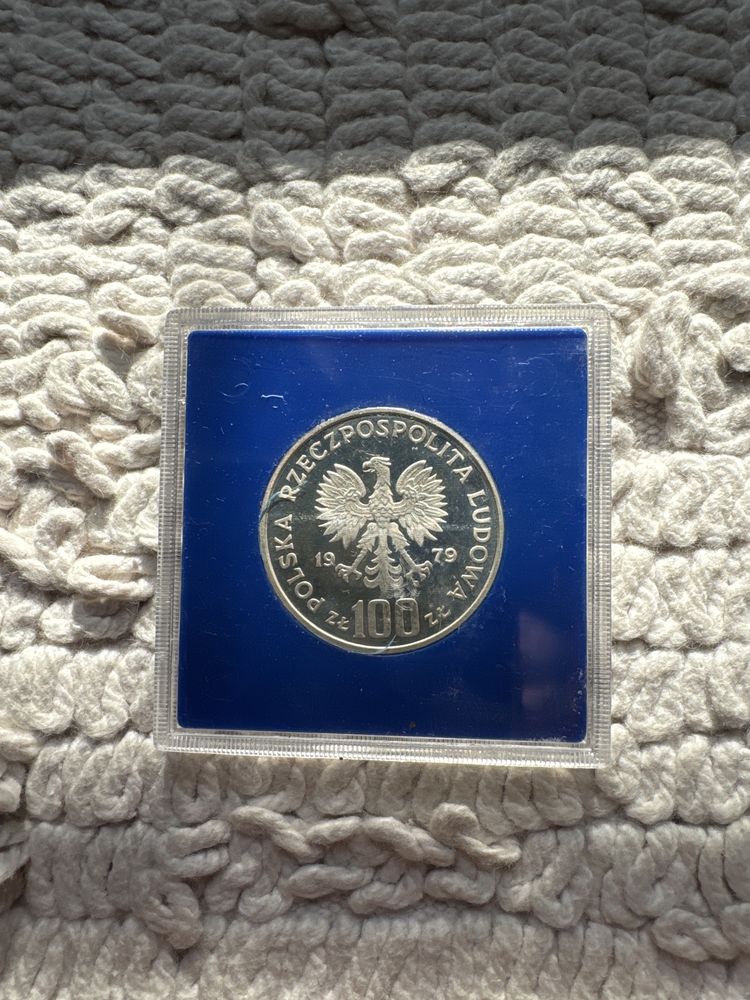 POLSKA RZECZPOSPOLITA LUDOWA
19 79
zł 100 zł